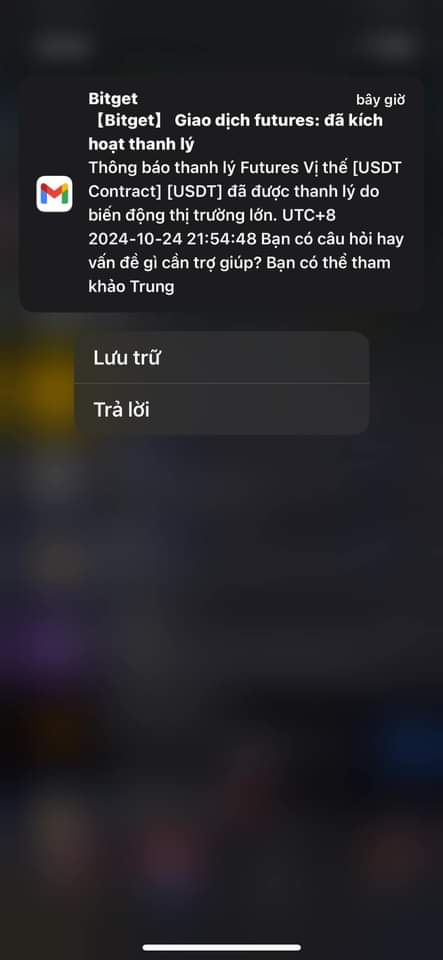 Bitget
bây giờ
【Bitget】 Giao dịch futures: đã kích
hoạt thanh lý
Thông báo thanh lý Futures Vị thế [USDT
Contract] [USDT] đã được thanh lý do
biến động thị trường lớn. UTC+8
2024-10-24 21:54:48 Bạn có câu hỏi hay
vấn đề gì cần trợ giúp? Bạn có thể tham
khảo Trung
Lưu trữ
Trả lời